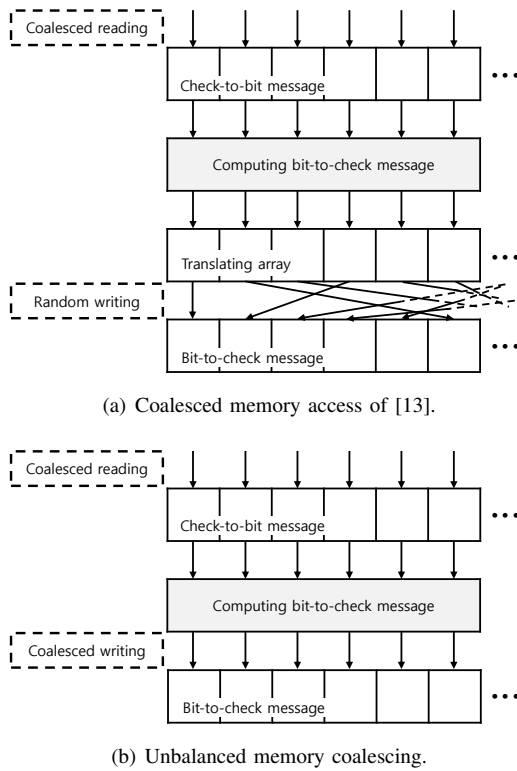 Coalesced reading
Check-to-bit message
•••
Computing bit-to-check message
Translating array
•••
Random writing
Bit-to-check message
•••
(a) Coalesced memory access of [13].
Coalesced reading
Check-to-bit message
•••
Computing bit-to-check message
Coalesced writing
Bit-to-check message
•••
(b) Unbalanced memory coalescing.